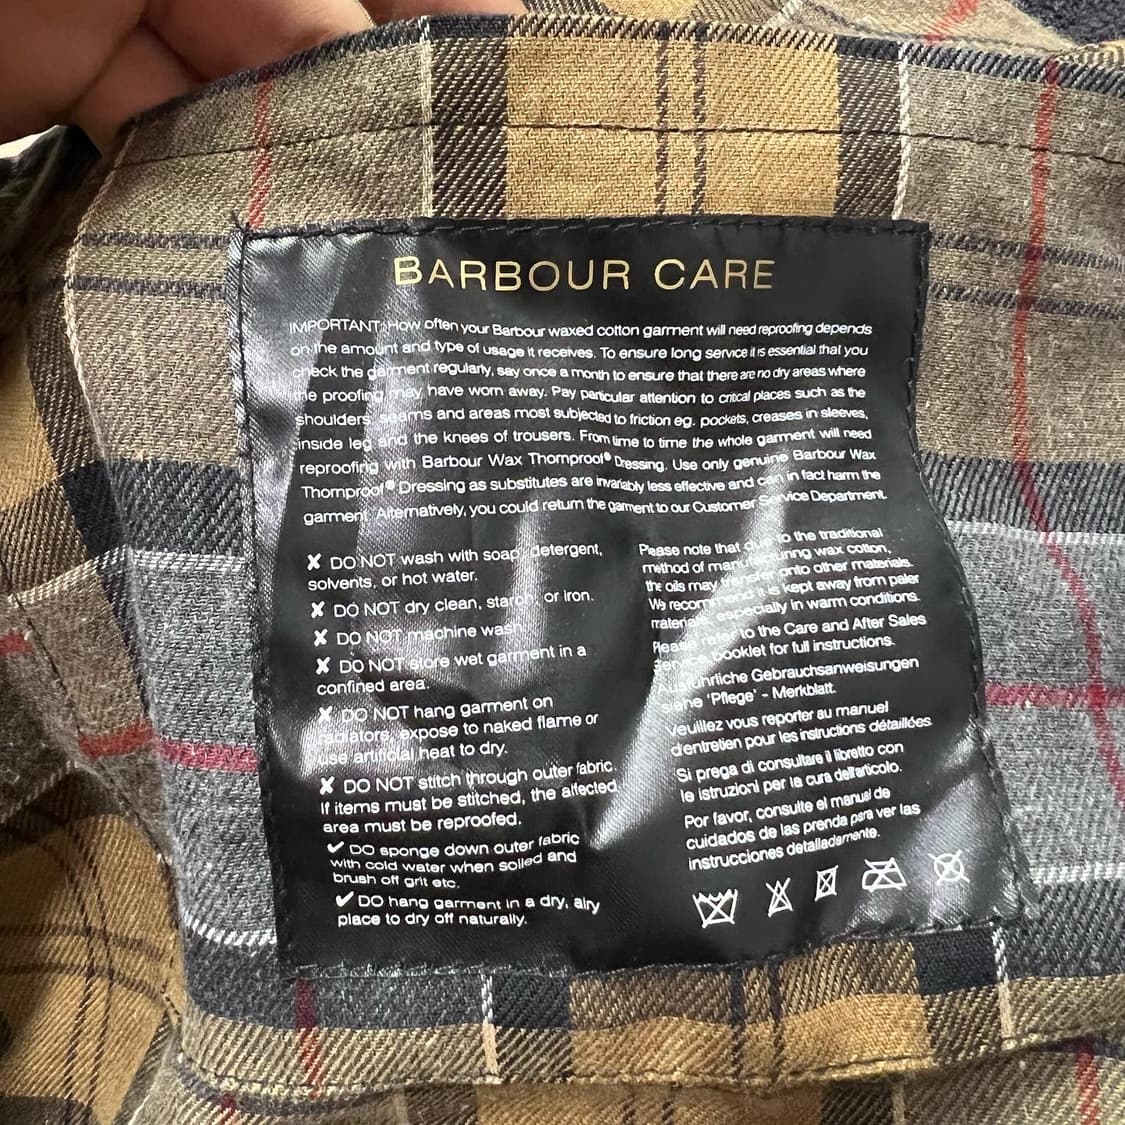 BARBOUR CARE
IMPORTANT: How often your Barbour waxed cotton garment will need reproofing depends
on the amount and type of usage it receives. To ensure long service it is essential that you
check the garment regularly, say once a month to ensure that there are no dry areas where
the proofing may have worn away. Pay particular attention to critical places such as the
shoulders, seams and areas most subjected to friction eg. pockets, creases in sleeves,
inside leg and the knees of trousers. From time to time the whole garment will need
reproofing with Barbour Wax Thornproof® Dressing. Use only genuine Barbour Wax
Thornproof® Dressing as substitutes are invariably less effective and can in fact harm the
garment. Alternatively, you could return the garment to our Customer Service Department.
✘ DO NOT wash with soap, detergent,
solvents, or hot water.
✘ DO NOT dry clean, starch, or iron.
✘ DO NOT machine wash.
✘ DO NOT store wet garment in a
confined area.
✘ DO NOT hang garment on
radiators, expose to naked flame or
use artificial heat to dry.
✘ DO NOT stitch through outer fabric.
If items must be stitched, the affected
area must be reproofed.
✔ DO sponge down outer fabric
with cold water when soiled and
brush off grit etc.
✔ DO hang garment in a dry, airy
place to dry off naturally.
Please note that due to the traditional
method of manufacturing wax cotton,
the oils may transfer onto other materials.
We recommend it is kept away from paler
materials, especially in warm conditions.
Please refer to the Care and After Sales
Service booklet for full instructions.
Ausführliche Gebrauchsanweisungen
siehe 'Pflege' - Merkblatt.
Veuillez vous reporter au manuel
d'entretien pour les instructions détaillées.
Si prega di consultare il libretto con
le istruzioni per la cura dell'articolo.
Por favor, consulte el manual de
cuidados de las prenda para ver las
instrucciones detalladamente.